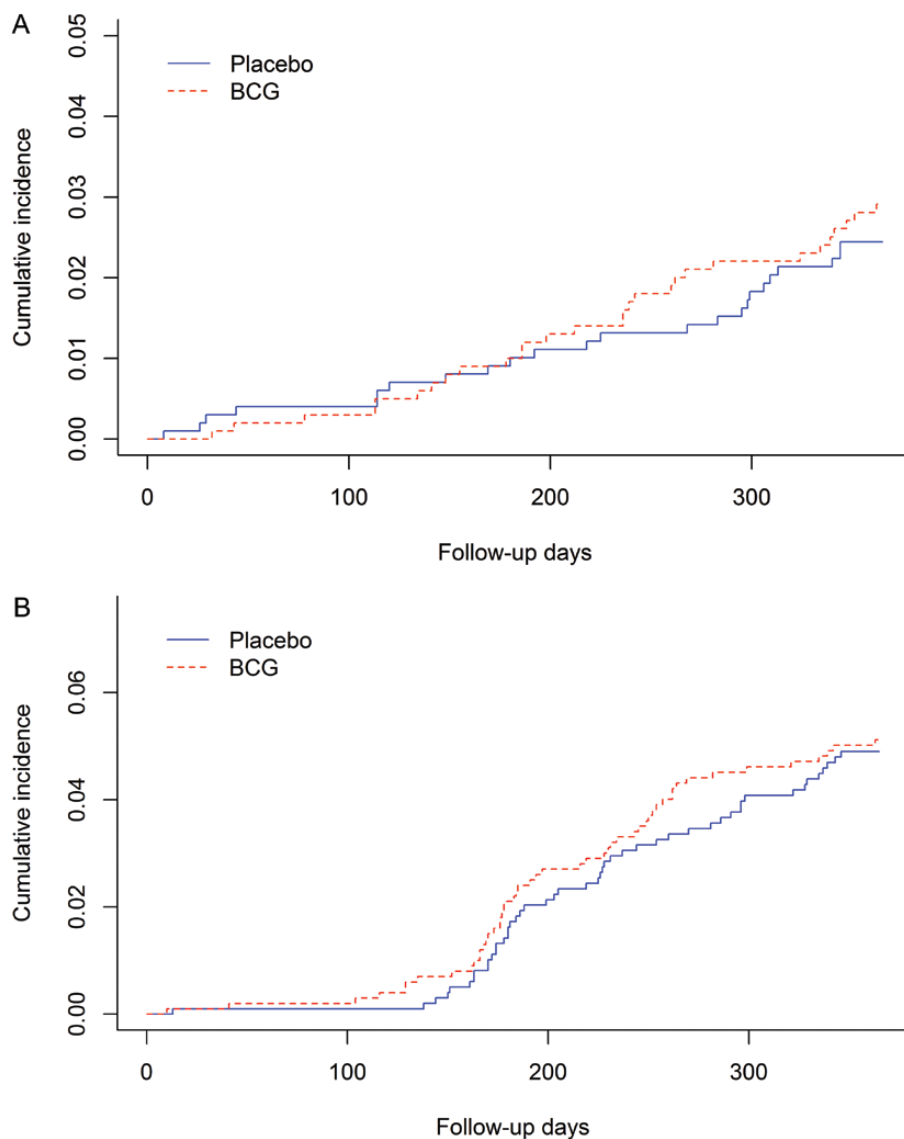 A
Placebo
BCG
Cumulative incidence
0.05
0.04
0.03
0.02
0.01
0.00
0 100 200 300
Follow-up days
B
Placebo
BCG
Cumulative incidence
0.06
0.04
0.02
0.00
0 100 200 300
Follow-up days